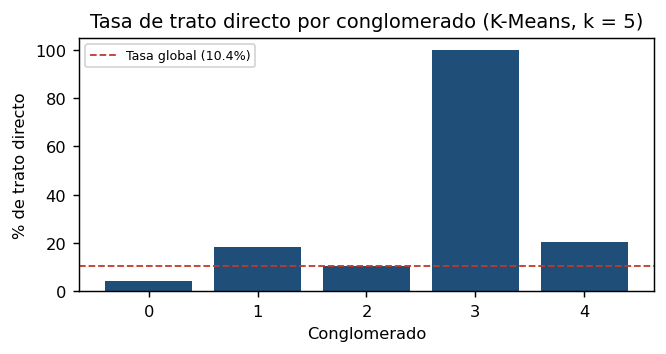 Tasa de trato directo por conglomerado (K-Means, k = 5)
Tasa global (10.4%)
% de trato directo
100
80
60
40
20
0
0 1 2 3 4
Conglomerado